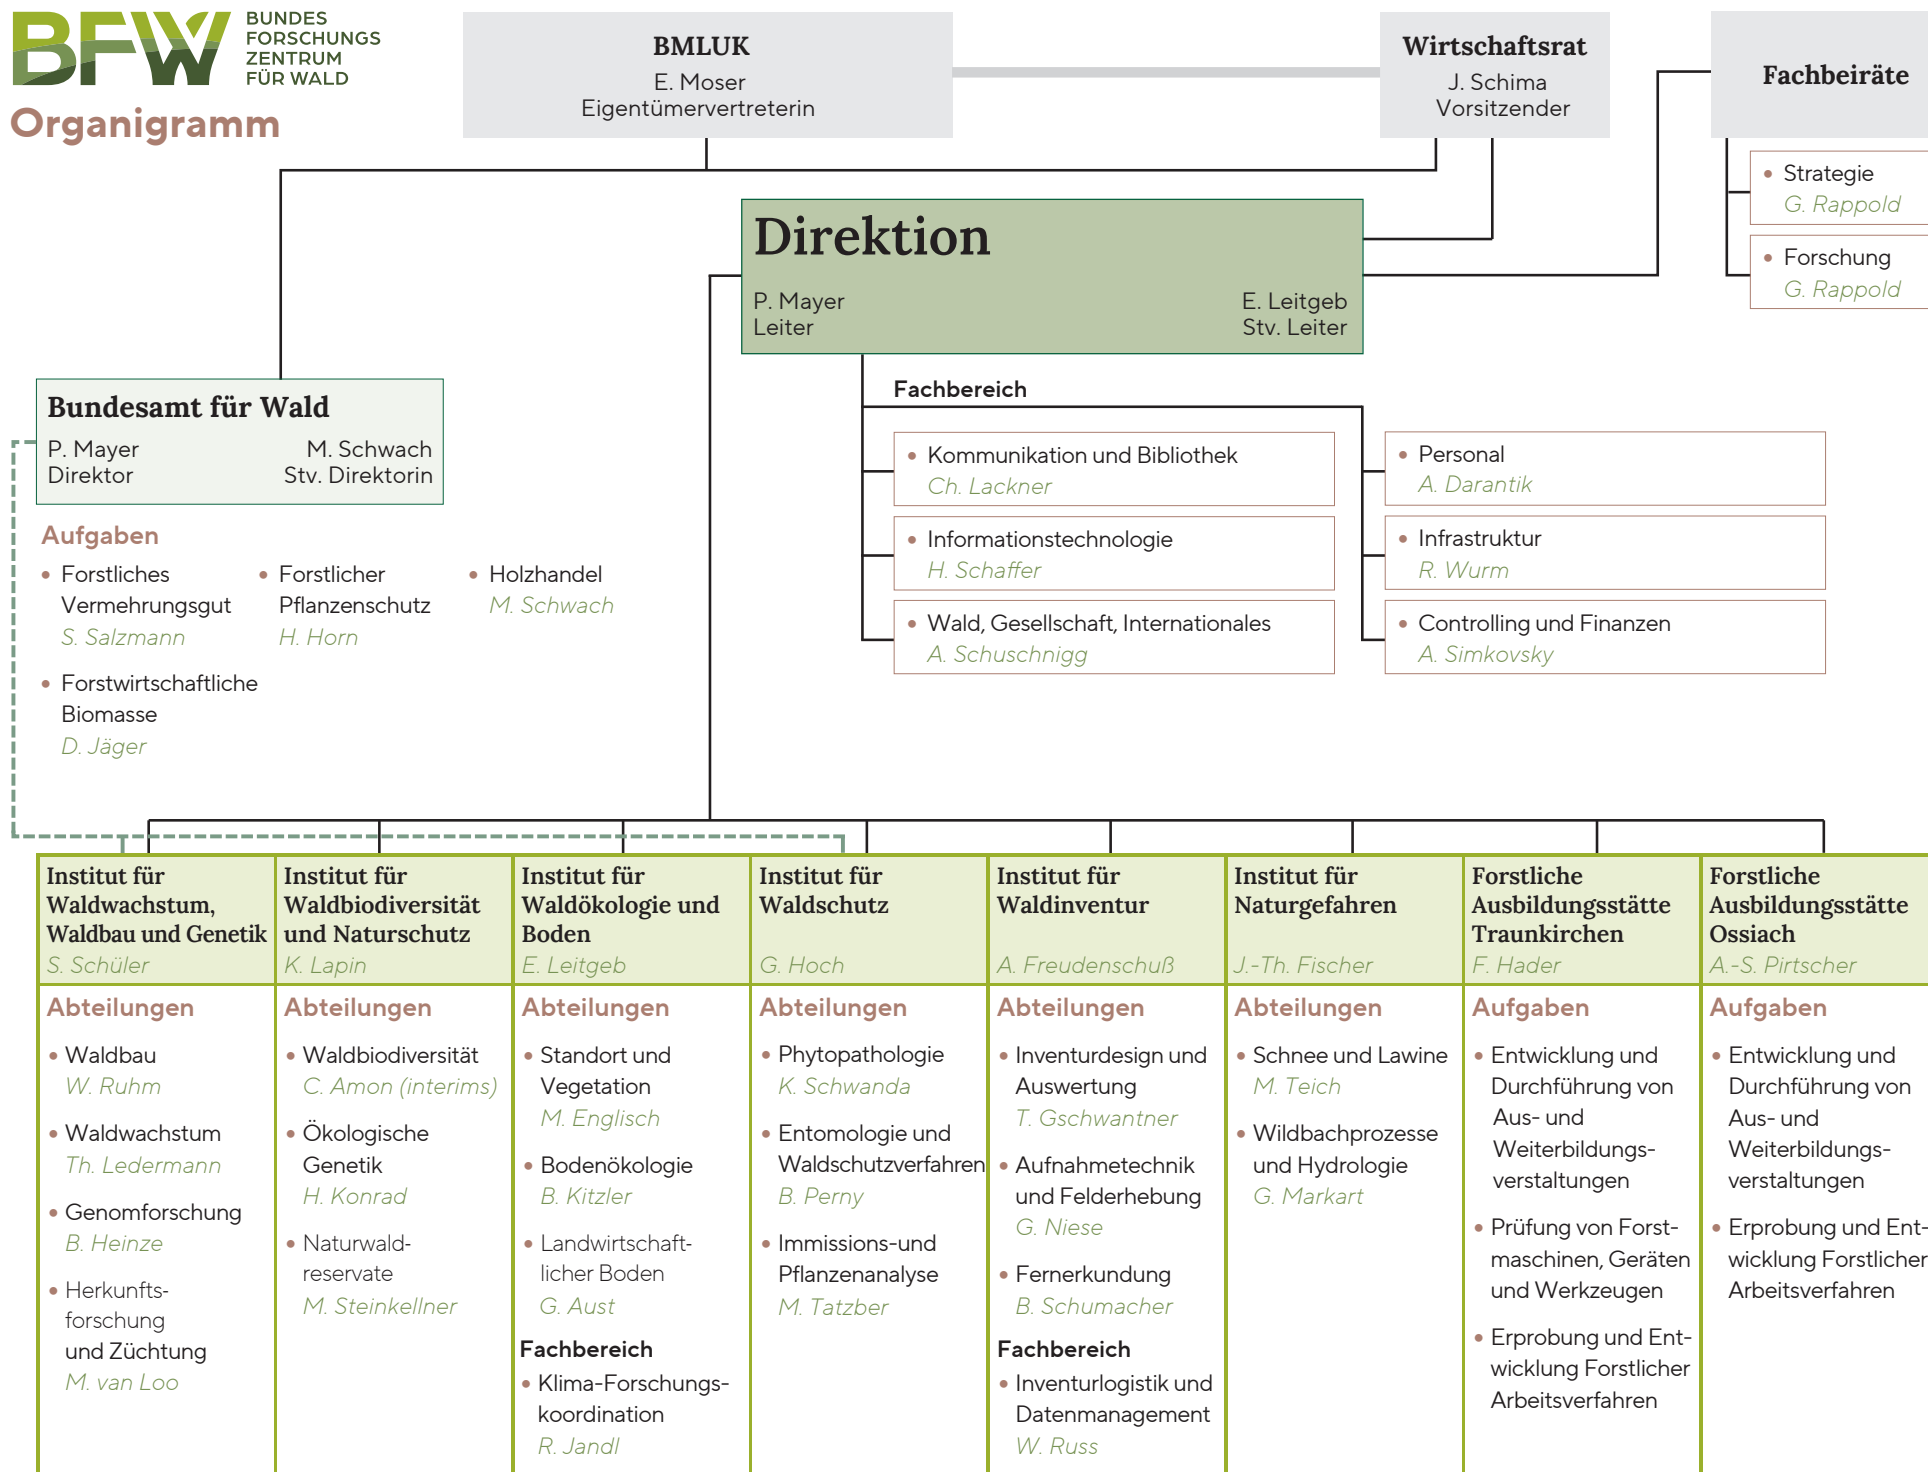 BFW
BUNDES
FORSCHUNGS
ZENTRUM
FÜR WALD
Organigramm
BMLUK
E. Moser
Eigentümervertreterin
Wirtschaftsrat
J. Schima
Vorsitzender
Fachbeiräte
• Strategie
G. Rappold
• Forschung
G. Rappold
Direktion
P. Mayer
Leiter
E. Leitgeb
Stv. Leiter
Bundesamt für Wald
P. Mayer
Direktor
M. Schwach
Stv. Direktorin
Aufgaben
• Forstliches
Vermehrungsgut
S. Salzmann
• Forstlicher
Pflanzenschutz
H. Horn
• Holzhandel
M. Schwach
• Forstwirtschaftliche
Biomasse
D. Jäger
Fachbereich
• Kommunikation und Bibliothek
Ch. Lackner
• Informationstechnologie
H. Schaffer
• Wald, Gesellschaft, Internationales
A. Schuschnigg
• Personal
A. Darantik
• Infrastruktur
R. Wurm
• Controlling und Finanzen
A. Simkovsky
Institut für
Waldwachstum,
Waldbau und Genetik
S. Schüler
Abteilungen
• Waldbau
W. Ruhm
• Waldwachstum
Th. Ledermann
• Genomforschung
B. Heinze
• Herkunfts-
forschung
und Züchtung
M. van Loo
Institut für
Waldbiodiversität
und Naturschutz
K. Lapin
Abteilungen
• Waldbiodiversität
C. Amon (interims)
• Ökologische
Genetik
H. Konrad
• Naturwald-
reservate
M. Steinkellner
Institut für
Waldökologie und
Boden
E. Leitgeb
Abteilungen
• Standort und
Vegetation
M. Englisch
• Bodenökologie
B. Kitzler
• Landwirtschaft-
licher Boden
G. Aust
Fachbereich
• Klima-Forschungs-
koordination
R. Jandl
Institut für
Waldschutz
G. Hoch
Abteilungen
• Phytopathologie
K. Schwanda
• Entomologie und
Waldschutzverfahren
B. Perny
• Immissions-und
Pflanzenanalyse
M. Tatzber
Institut für
Waldinventur
A. Freudenschuß
Abteilungen
• Inventurdesign und
Auswertung
T. Gschwantner
• Aufnahmetechnik
und Felderhebung
G. Niese
• Fernerkundung
B. Schumacher
Fachbereich
• Inventurlogistik und
Datenmanagement
W. Russ
Institut für
Naturgefahren
J.-Th. Fischer
Abteilungen
• Schnee und Lawine
M. Teich
• Wildbachprozesse
und Hydrologie
G. Markart
Forstliche
Ausbildungsstätte
Traunkirchen
F. Hader
Aufgaben
• Entwicklung und
Durchführung von
Aus- und
Weiterbildungs-
verstaltungen
• Prüfung von Forst-
maschinen, Geräten
und Werkzeugen
• Erprobung und Ent-
wicklung Forstlicher
Arbeitsverfahren
Forstliche
Ausbildungsstätte
Ossiach
A.-S. Pirtscher
Aufgaben
• Entwicklung und
Durchführung von
Aus- und
Weiterbildungs-
verstaltungen
• Erprobung und Ent-
wicklung Forstlicher
Arbeitsverfahren